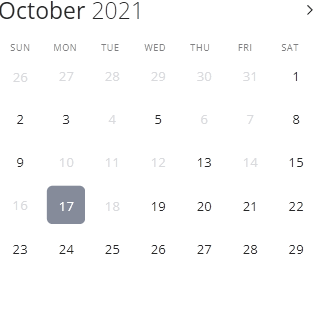 October 2021
SUN MON TUE WED THU FRI SAT
26 27 28 29 30 31 1
2 3 4 5 6 7 8
9 10 11 12 13 14 15
16 17 18 19 20 21 22
23 24 25 26 27 28 29